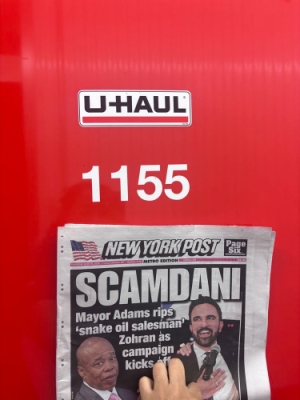 U-HAUL
1155
NEW YORK POST
Page
Six
METRO EDITION
SCAMDANI
Mayor Adams rips
'snake oil salesman'
Zohran as
campaign
kicks off